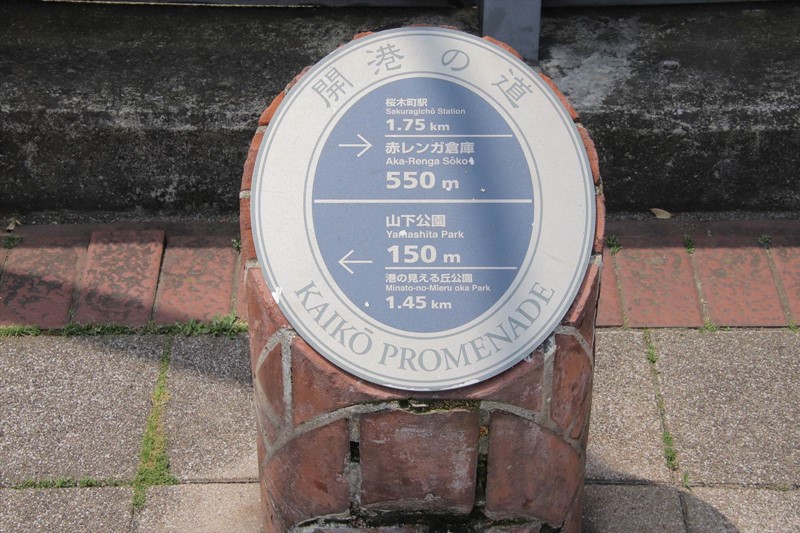 開港の道
桜木町駅
Sakuragichō Station
1.75 km
→
赤レンガ倉庫
Aka-Renga Sōko
550 m
山下公園
Yamashita Park
150 m
←
港の見える丘公園
Minato-no-Mieru oka Park
1.45 km
KAIKŌ PROMENADE